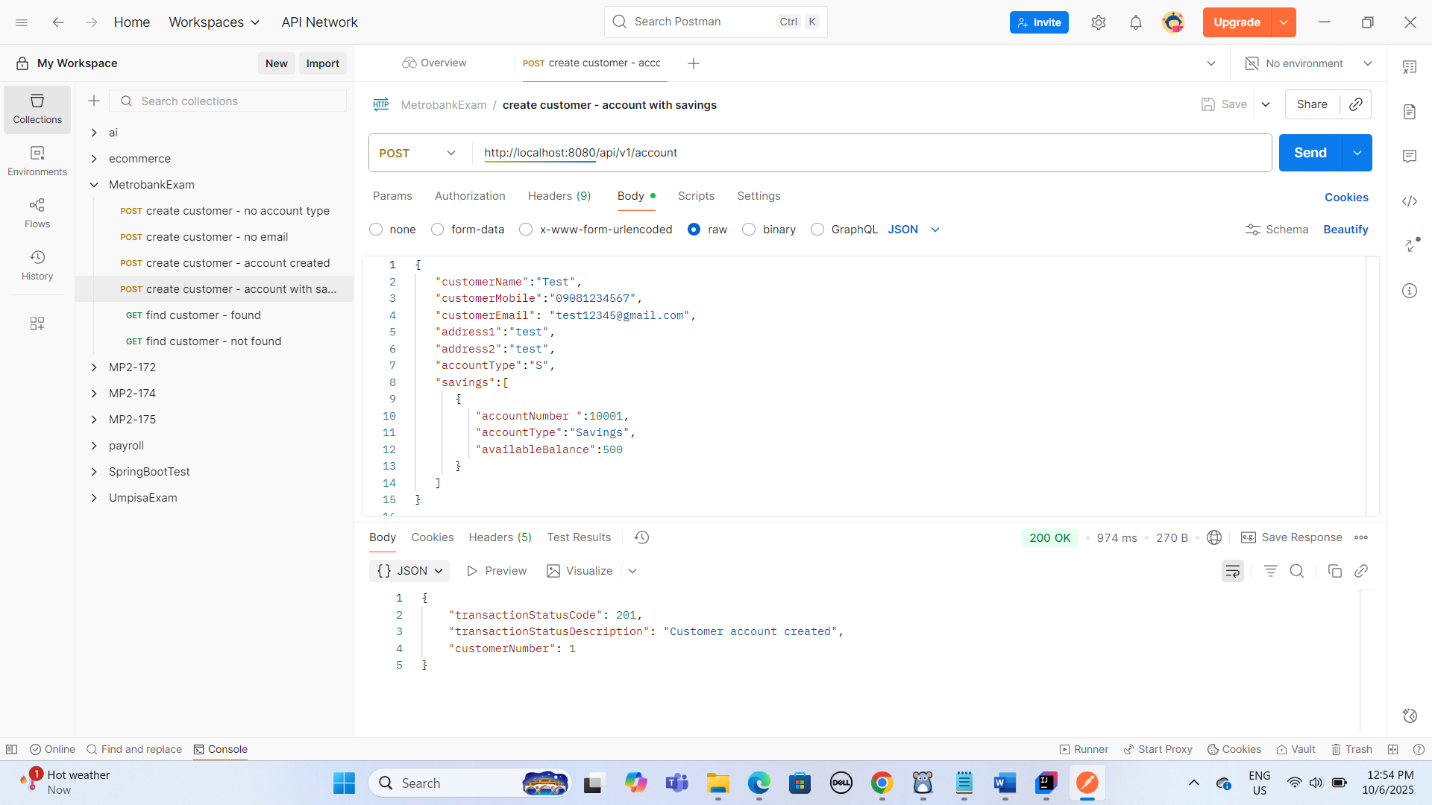 Home
Workspaces
API Network
Search Postman
Ctrl K
Invite
Upgrade
My Workspace
New
Import
Overview
POST create customer - acc
No environment
Collections
Environments
Flows
History
Search collections
ai
ecommerce
MetrobankExam
POST create customer - no account type
POST create customer - no email
POST create customer - account created
POST create customer - account with sa...
GET find customer - found
GET find customer - not found
MP2-172
MP2-174
MP2-175
payroll
SpringBootTest
UmpisaExam
HTTP MetrobankExam / create customer - account with savings
Save
Share
POST
http://localhost:8080/api/v1/account
Send
Params
Authorization
Headers (9)
Body
Scripts
Settings
Cookies
none
form-data
x-www-form-urlencoded
raw
binary
GraphQL
JSON
Schema
Beautify
1 {
2 "customerName":"Test",
3 "customerMobile":"09081234567",
4 "customerEmail": "test12345@gmail.com",
5 "address1":"test",
6 "address2":"test",
7 "accountType":"S",
8 "savings":[
9 {
10 "accountNumber ":10001,
11 "accountType":"Savings",
12 "availableBalance":500
13 }
14 ]
15 }
Body
Cookies
Headers (5)
Test Results
200 OK
974 ms
270 B
e.g.
Save Response
{} JSON
Preview
Visualize
1 {
2 "transactionStatusCode": 201,
3 "transactionStatusDescription": "Customer account created",
4 "customerNumber": 1
5 }
Online
Find and replace
Console
Runner
Start Proxy
Cookies
Vault
Trash
1
Hot weather
Now
Search
DELL
ENG
US
12:54 PM
10/6/2025